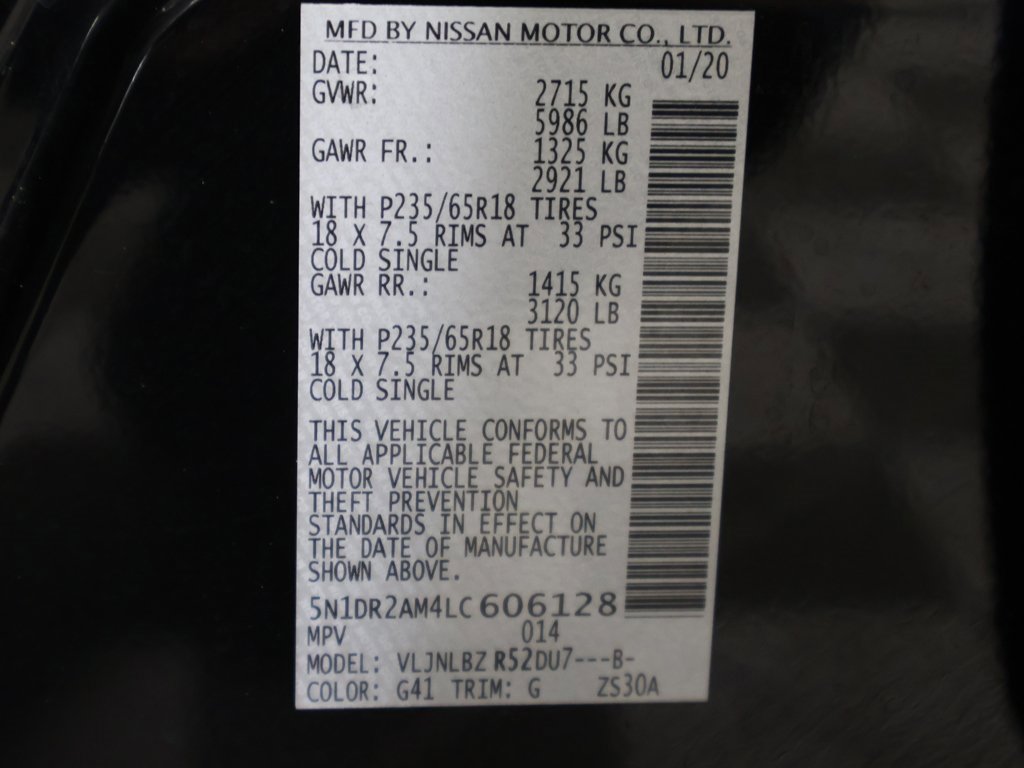 MFD BY NISSAN MOTOR CO., LTD.
DATE: 01/20
GVWR: 2715 KG
5986 LB
GAWR FR.: 1325 KG
2921 LB
WITH P235/65R18 TIRES
18 X 7.5 RIMS AT 33 PSI
COLD SINGLE
GAWR RR.: 1415 KG
3120 LB
WITH P235/65R18 TIRES
18 X 7.5 RIMS AT 33 PSI
COLD SINGLE
THIS VEHICLE CONFORMS TO
ALL APPLICABLE FEDERAL
MOTOR VEHICLE SAFETY AND
THEFT PREVENTION
STANDARDS IN EFFECT ON
THE DATE OF MANUFACTURE
SHOWN ABOVE.
5N1DR2AM4LC606128
MPV 014
MODEL: VLJNLBZ R52DU7---B-
COLOR: G41 TRIM: G ZS30A